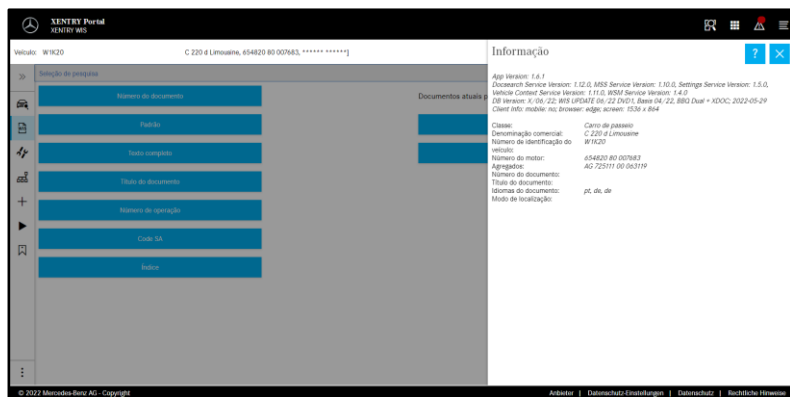 XENTRY Portal
XENTRY WIS
Veículo: W1K20 C 220 d Limousine, 654820 80 007683, ****** ******]
Seleção de pesquisa
Número do documento
Documentos atuais p
Padrão
Texto completo
Título do documento
Número de operação
Code SA
Índice
Informação
?
App Version: 1.6.1
Docsearch Service Version: 1.12.0, MSS Service Version: 1.10.0, Settings Service Version: 1.5.0,
Vehicle Context Service Version: 1.11.0, WSM Service Version: 1.4.0
DB Version: X/06/22; WIS UPDATE 06/22 DVD1, Basis 04/22, BBQ Dual + XDOC; 2022-05-29
Client Info: mobile: no; browser: edge; screen: 1536 x 864
Classe: Carro de passeio
Denominação comercial: C 220 d Limousine
Número de identificação do W1K20
veículo:
Número do motor: 654820 80 007683
Agregados: AG 725111 00 063119
Número do documento:
Título do documento:
Idiomas do documento: pt, de, de
Modo de localização:
© 2022 Mercedes-Benz AG - Copyright
Anbieter | Datenschutz-Einstellungen | Datenschutz | Rechtliche Hinweise